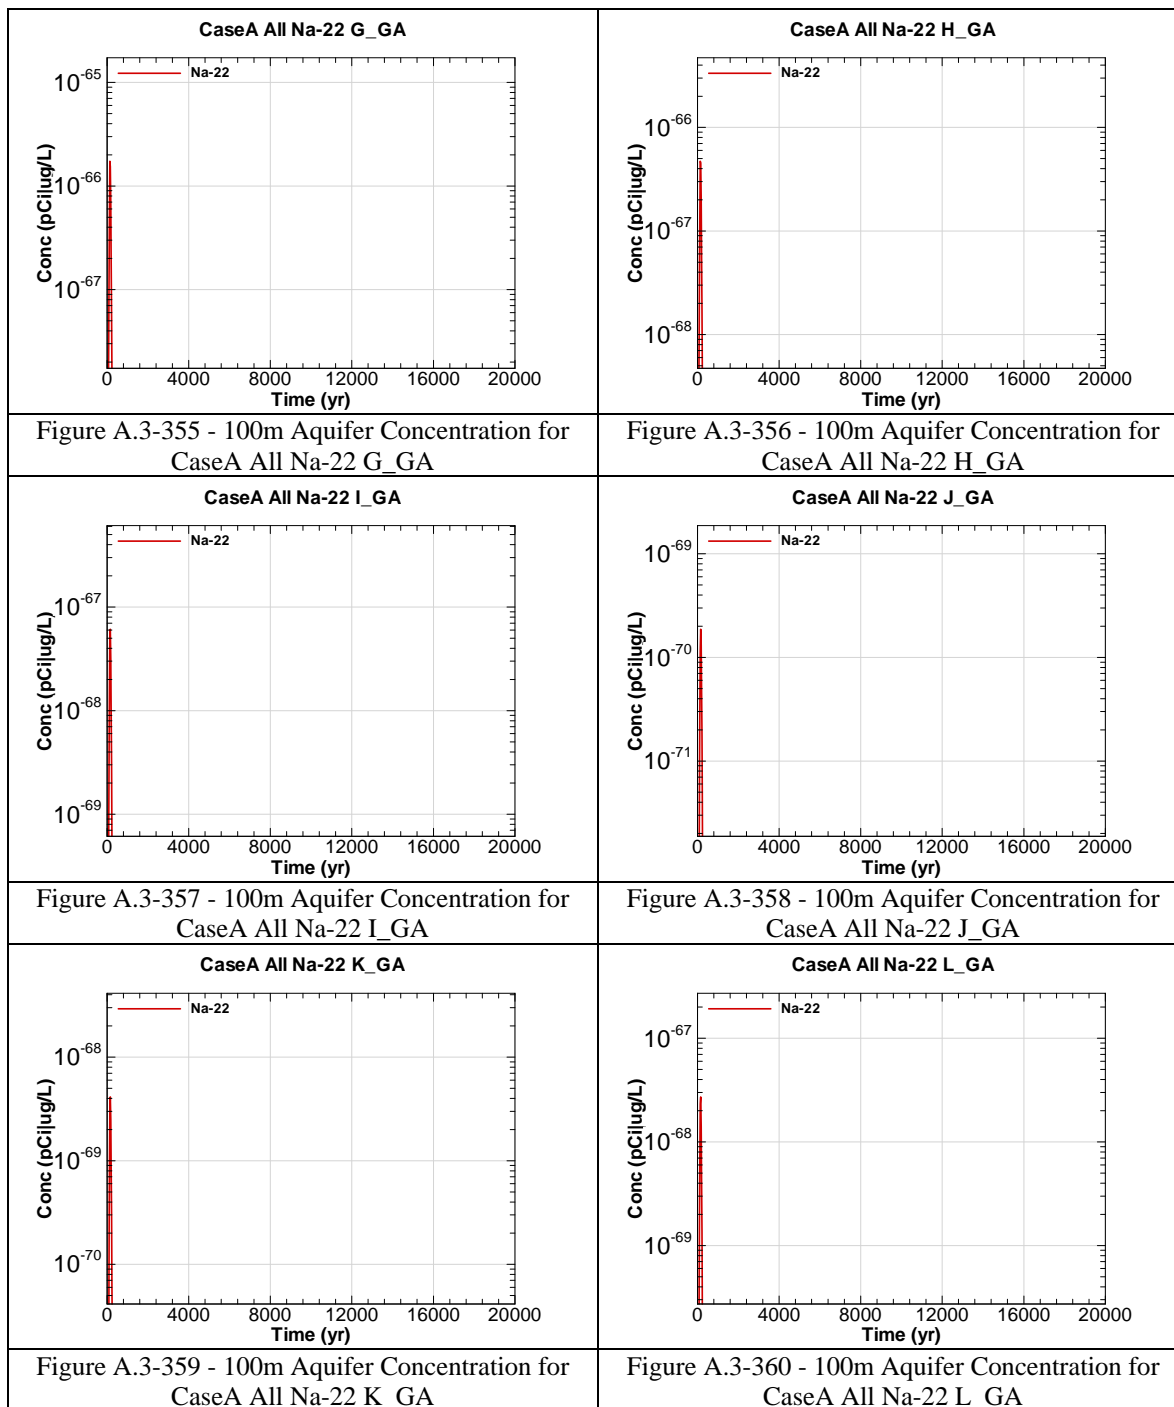 CaseA All Na-22 G_GA
Na-22
10-65
10-66
10-67
Conc (pCi|ug/L)
0 4000 8000 12000 16000 20000
Time (yr)
Figure A.3-355 - 100m Aquifer Concentration for
CaseA All Na-22 G_GA
CaseA All Na-22 H_GA
Na-22
10-66
10-67
10-68
Conc (pCi|ug/L)
0 4000 8000 12000 16000 20000
Time (yr)
Figure A.3-356 - 100m Aquifer Concentration for
CaseA All Na-22 H_GA
CaseA All Na-22 I_GA
Na-22
10-67
10-68
10-69
Conc (pCi|ug/L)
0 4000 8000 12000 16000 20000
Time (yr)
Figure A.3-357 - 100m Aquifer Concentration for
CaseA All Na-22 I_GA
CaseA All Na-22 J_GA
Na-22
10-69
10-70
10-71
Conc (pCi|ug/L)
0 4000 8000 12000 16000 20000
Time (yr)
Figure A.3-358 - 100m Aquifer Concentration for
CaseA All Na-22 J_GA
CaseA All Na-22 K_GA
Na-22
10-68
10-69
10-70
Conc (pCi|ug/L)
0 4000 8000 12000 16000 20000
Time (yr)
Figure A.3-359 - 100m Aquifer Concentration for
CaseA All Na-22 K_GA
CaseA All Na-22 L_GA
Na-22
10-67
10-68
10-69
Conc (pCi|ug/L)
0 4000 8000 12000 16000 20000
Time (yr)
Figure A.3-360 - 100m Aquifer Concentration for
CaseA All Na-22 L_GA